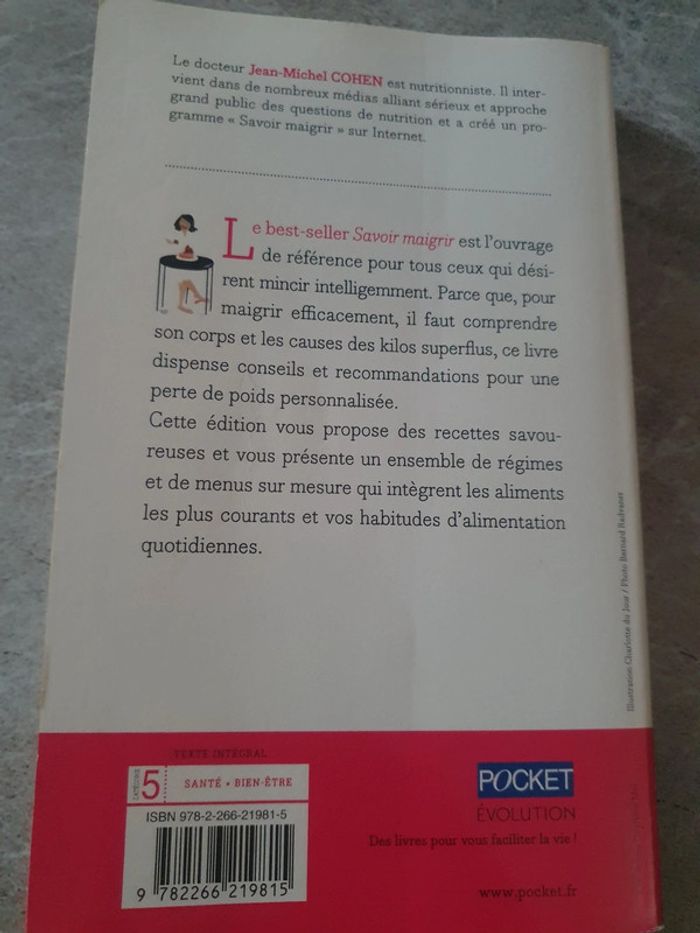 Le docteur Jean-Michel COHEN est nutritionniste. Il inter-
vient dans de nombreux médias alliant sérieux et approche
grand public des questions de nutrition et a créé un pro-
gramme « Savoir maigrir » sur Internet.
Le best-seller Savoir maigrir est l'ouvrage
de référence pour tous ceux qui dési-
rent mincir intelligemment. Parce que, pour
maigrir efficacement, il faut comprendre
son corps et les causes des kilos superflus, ce livre
dispense conseils et recommandations pour une
perte de poids personnalisée.
Cette édition vous propose des recettes savou-
reuses et vous présente un ensemble de régimes
et de menus sur mesure qui intègrent les aliments
les plus courants et vos habitudes d'alimentation
quotidiennes.
Illustration Charlotte du Jour / Photo Bernard
TEXTE INTÉGRAL
CATÉGORIE 5 SANTÉ • BIEN-ÊTRE
ISBN 978-2-266-21981-5
9 782266 219815
POCKET
ÉVOLUTION
Des livres pour vous faciliter la vie !
www.pocket.fr